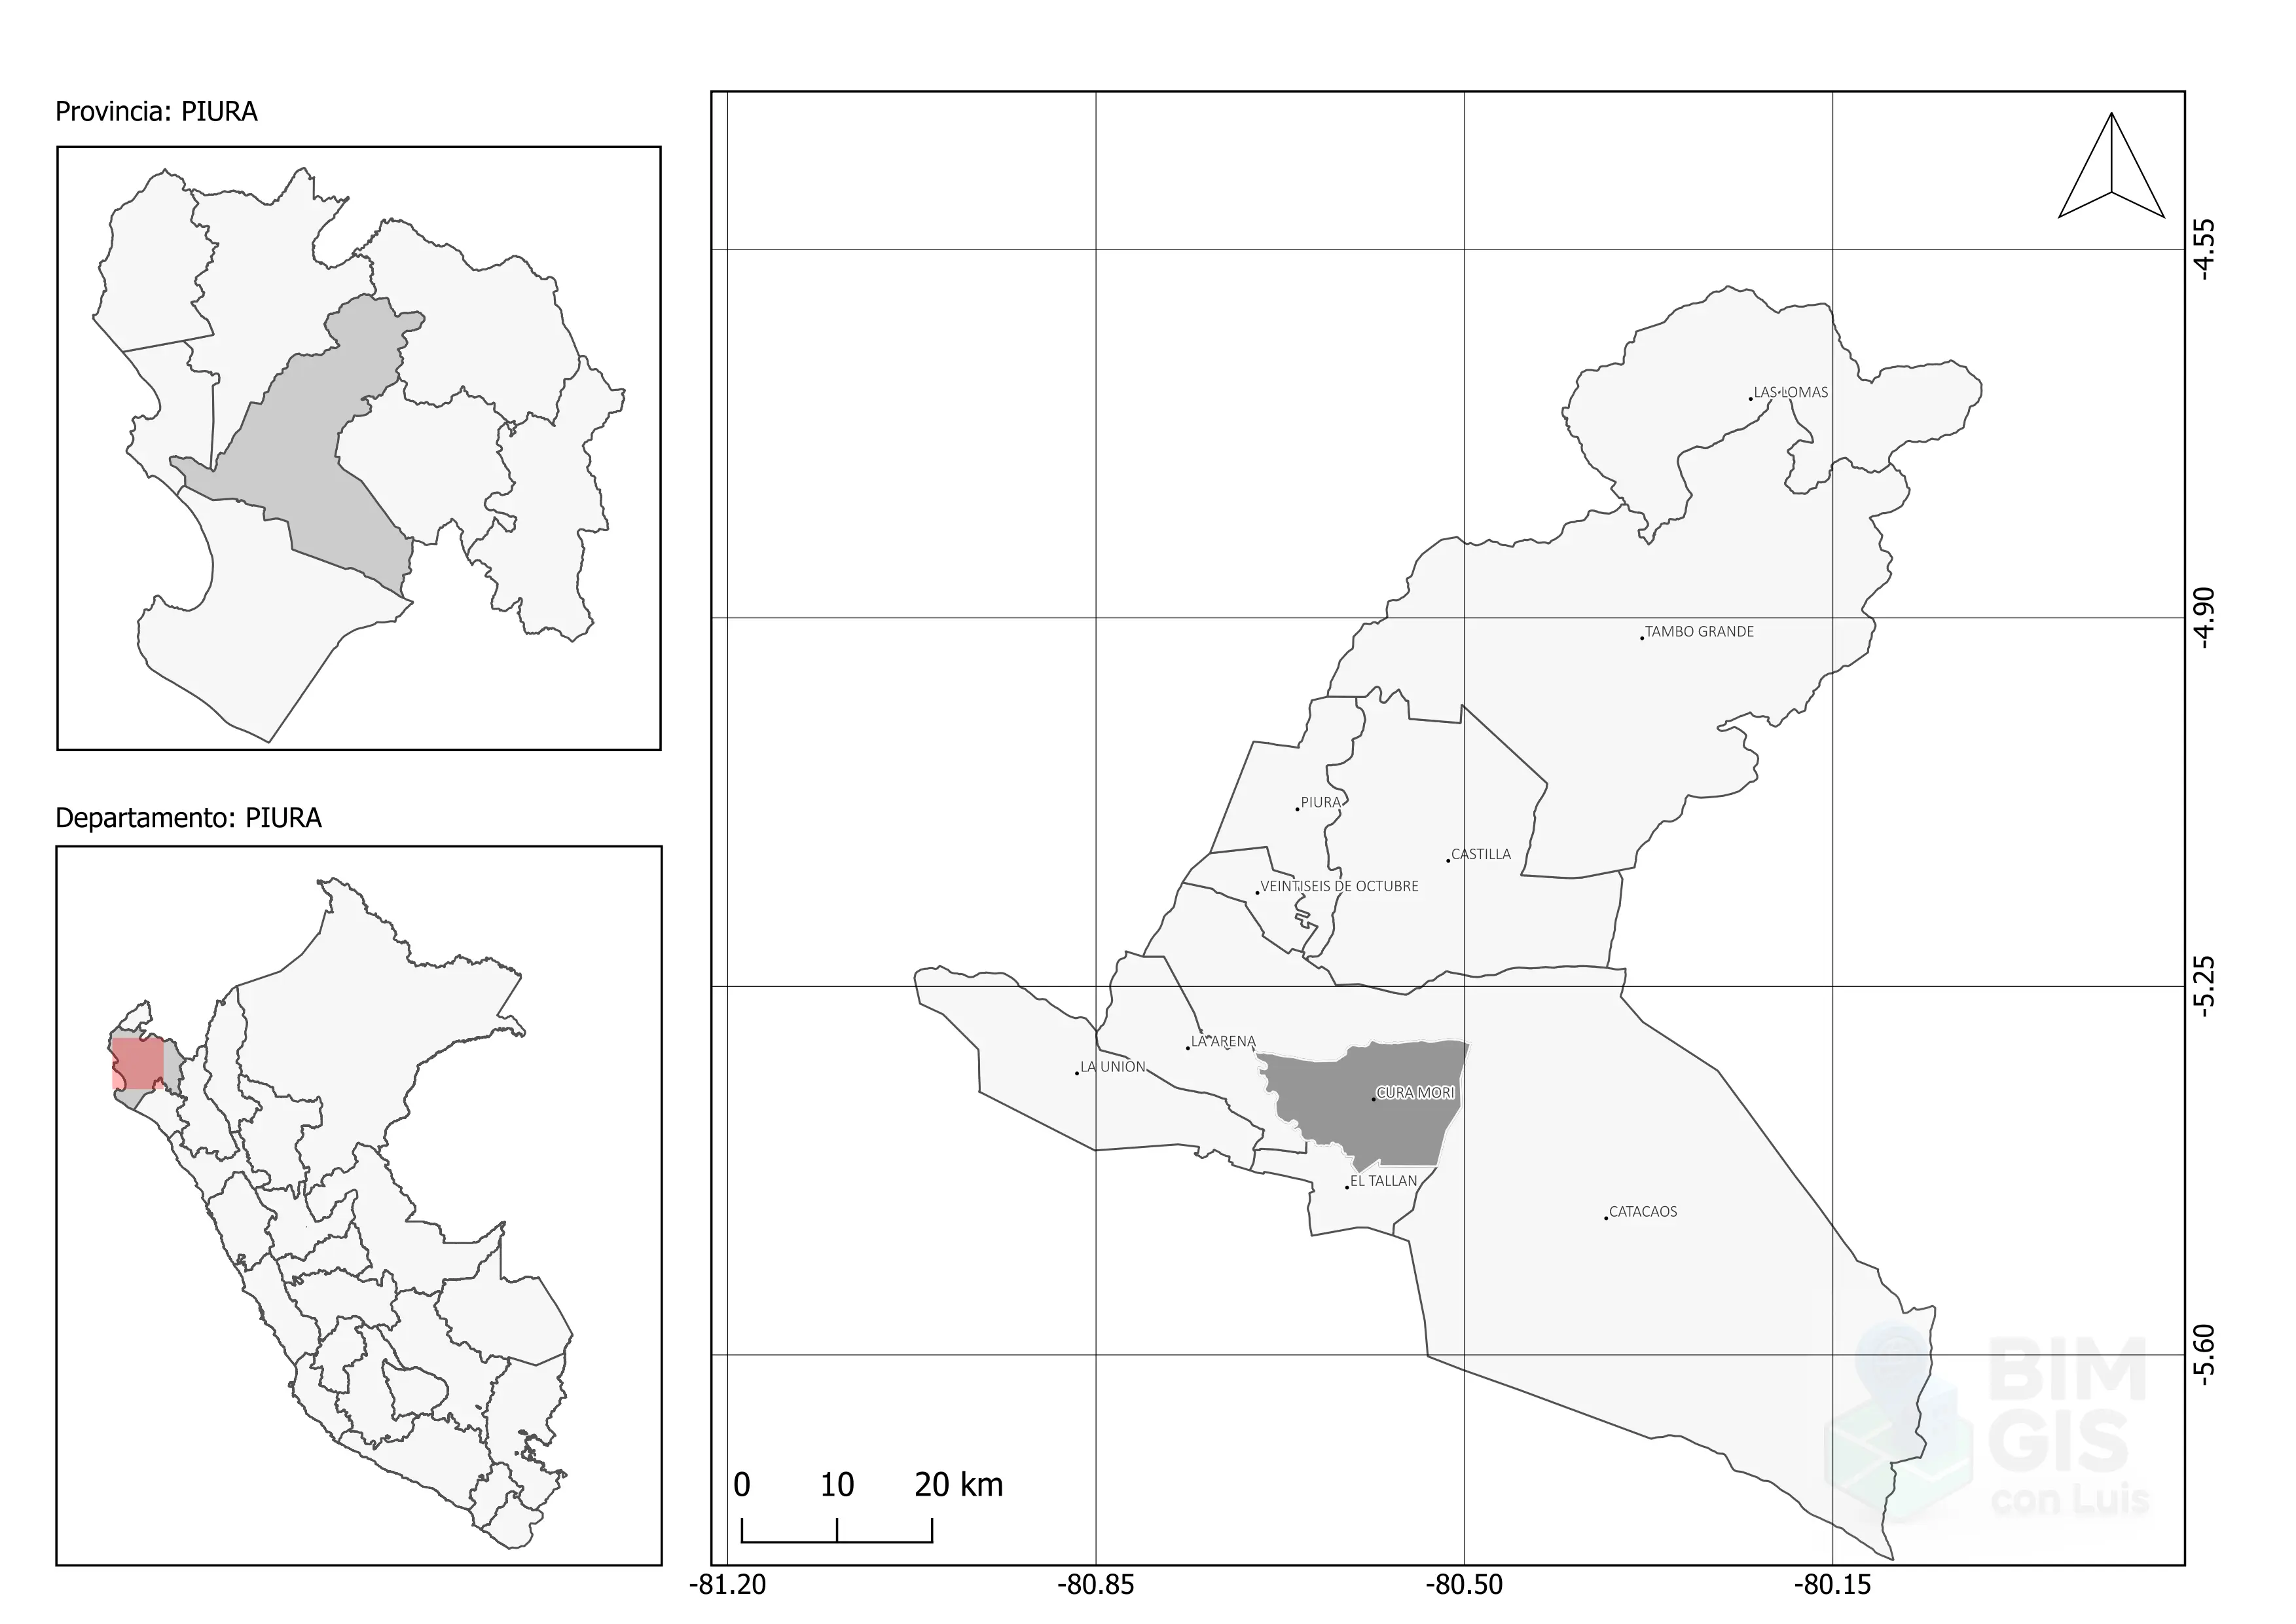 Provincia: PIURA
Departamento: PIURA
LAS LOMAS
TAMBO GRANDE
PIURA
CASTILLA
VEINTISEIS DE OCTUBRE
LA ARENA
LA UNION
CURA MORI
EL TALLAN
CATACAOS
-4.55
-4.90
-5.25
-5.60
0 10 20 km
-81.20 -80.85 -80.50 -80.15
BIM
GIS
con Luis